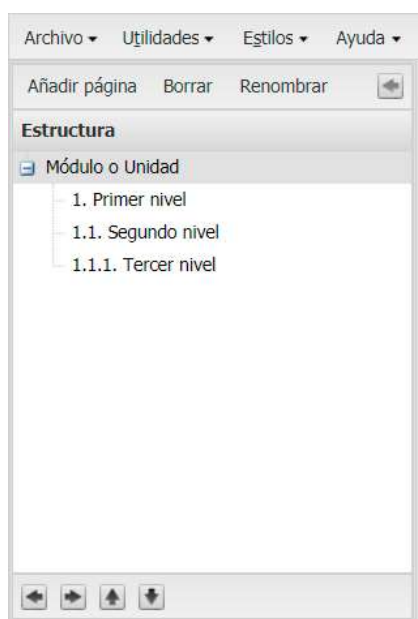 Archivo Utilidades Estilos Ayuda
Añadir página Borrar Renombrar
Estructura
Módulo o Unidad
1. Primer nivel
1.1. Segundo nivel
1.1.1. Tercer nivel